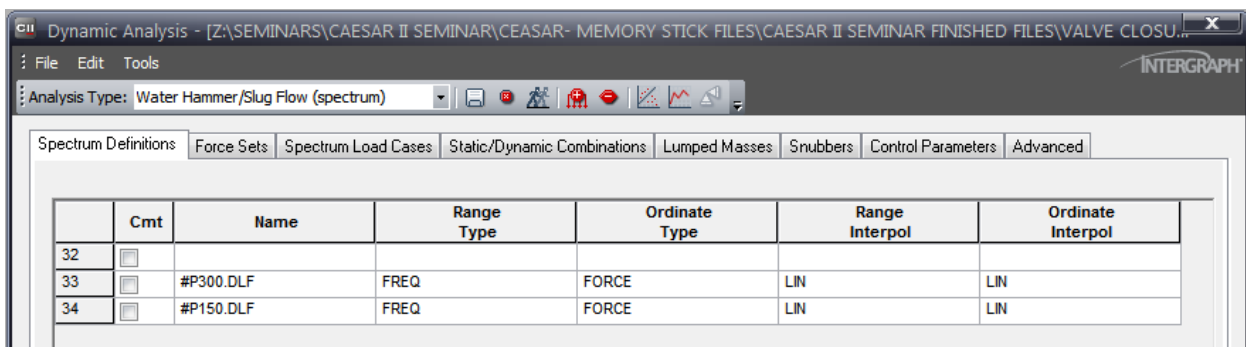 CII Dynamic Analysis - [Z:\SEMINARS\CAESAR II SEMINAR\CEASAR- MEMORY STICK FILES\CAESAR II SEMINAR FINISHED FILES\VALVE CLOSU... X
File Edit Tools INTERGRAPH
Analysis Type: Water Hammer/Slug Flow (spectrum)
Spectrum Definitions Force Sets Spectrum Load Cases Static/Dynamic Combinations Lumped Masses Snubbers Control Parameters Advanced
Cmt Name Range Type Ordinate Type Range Interpol Ordinate Interpol
32
33 #P300.DLF FREQ FORCE LIN LIN
34 #P150.DLF FREQ FORCE LIN LIN